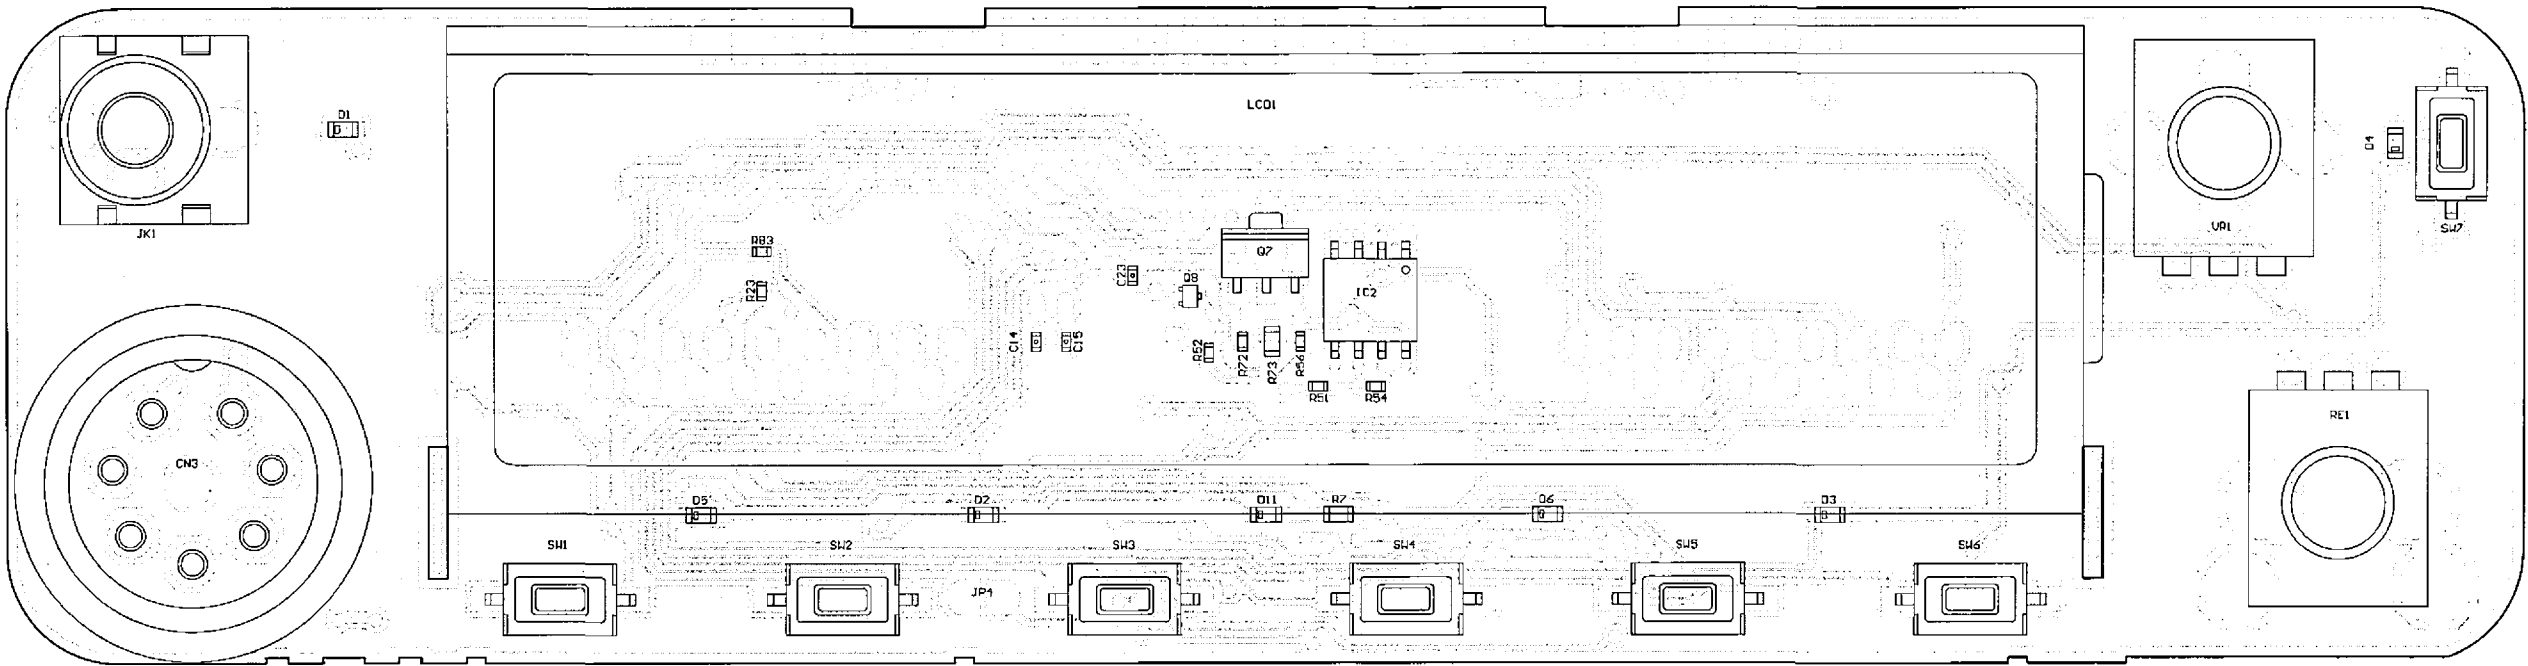 LCD1
D1
D4
JK1
VR1
SW7
R83
Q7
C23
Q8
R23
IC2
C14
C15
R52
R72
R73
R56
R51
R54
RE1
CN3
D5
D2
D11
R7
D6
D3
SW1
SW2
SW3
SW4
SW5
SW6
JP4